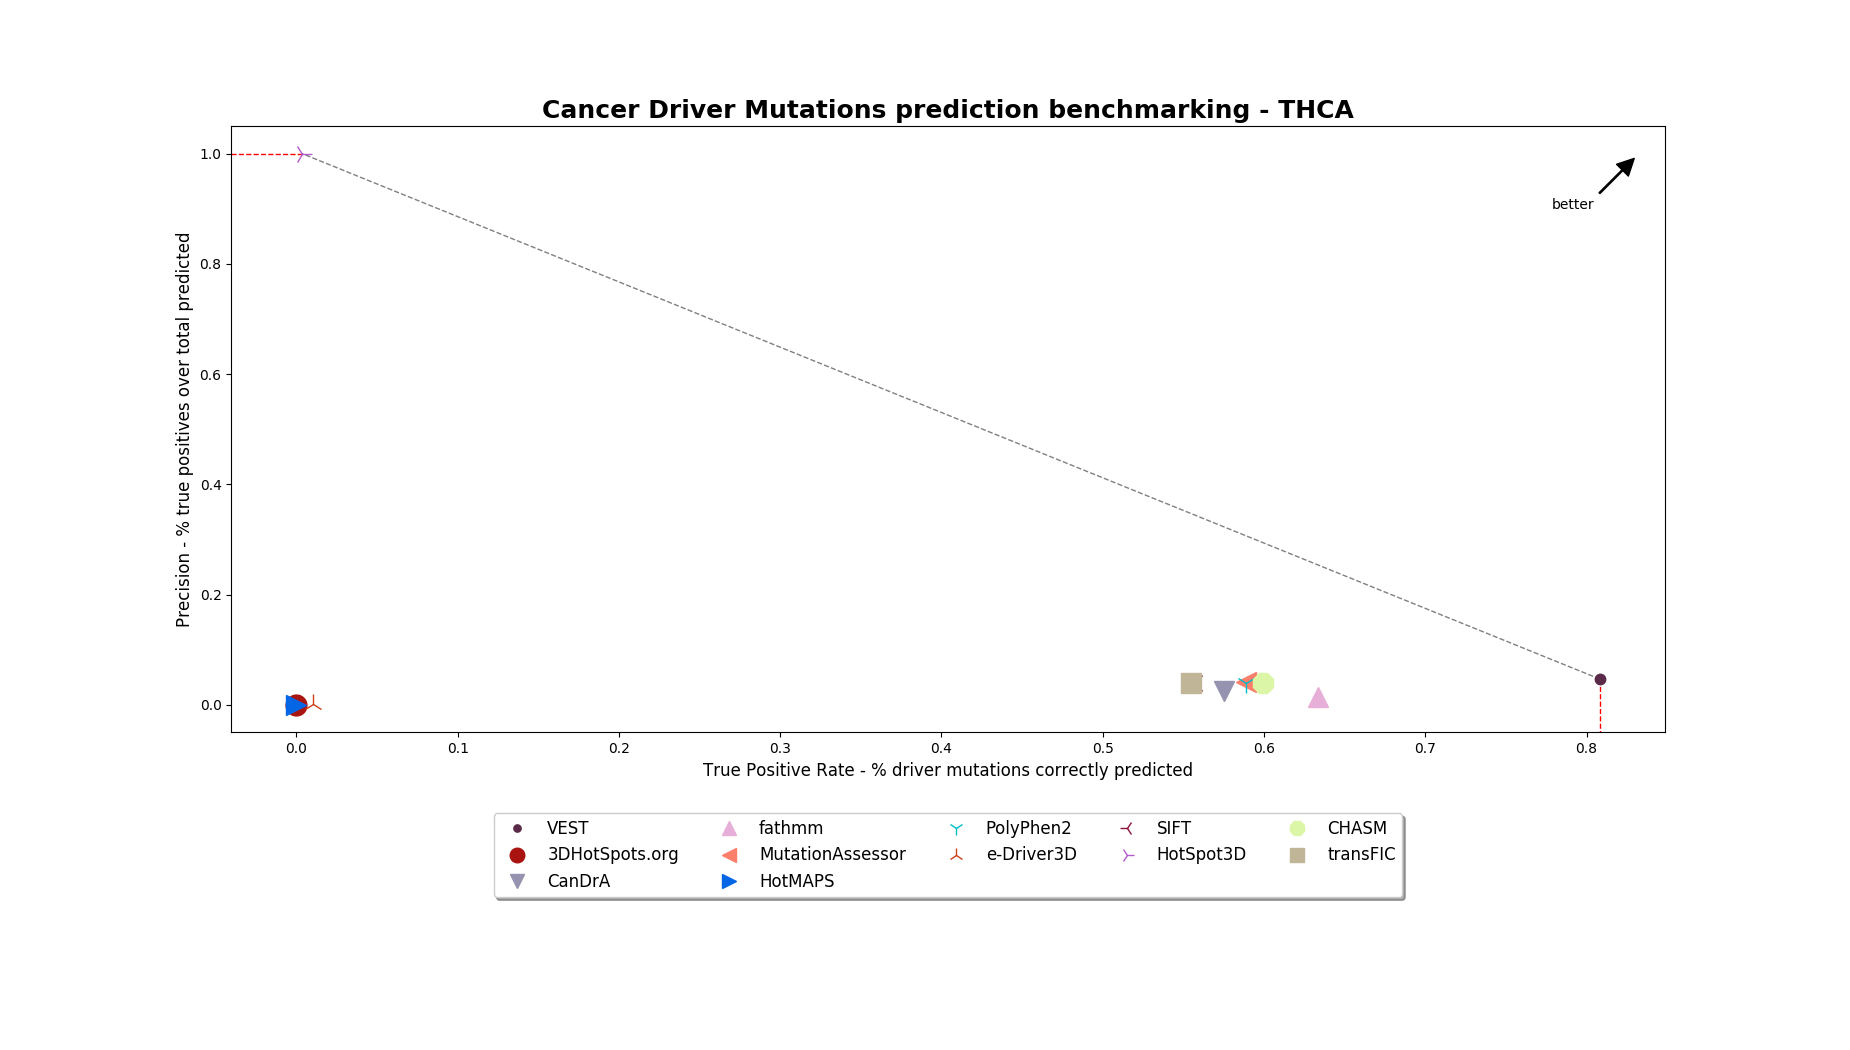 Cancer Driver Mutations prediction benchmarking - THCA
1.0
0.8
0.6
0.4
0.2
0.0
Precision - % true positives over total predicted
better
0.0 0.1 0.2 0.3 0.4 0.5 0.6 0.7 0.8
True Positive Rate - % driver mutations correctly predicted
VEST fathmm PolyPhen2 SIFT CHASM
3DHotSpots.org MutationAssessor e-Driver3D HotSpot3D transFIC
CanDrA HotMAPS